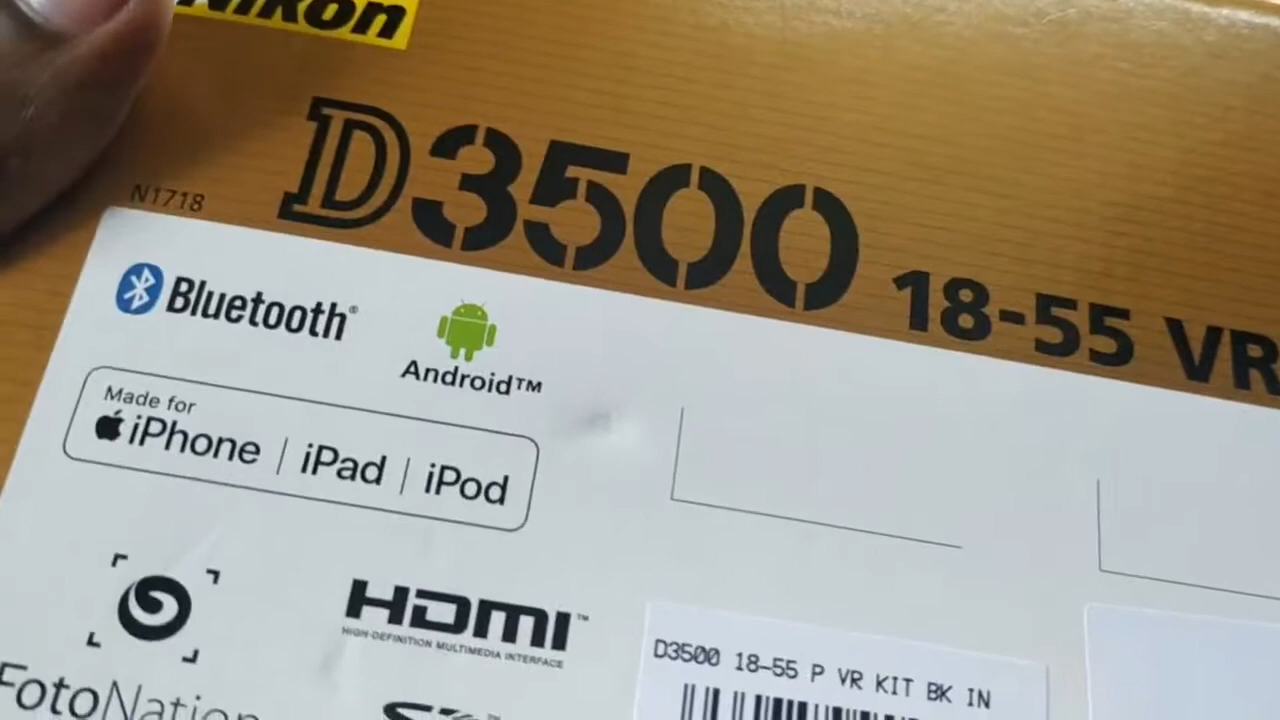 Nikon
D3500 18-55 VR
N1718
Bluetooth®
Android™
Made for
iPhone | iPad | iPod
HDMI™
HIGH-DEFINITION MULTIMEDIA INTERFACE
D3500 18-55 P VR KIT BK IN
FotoNation